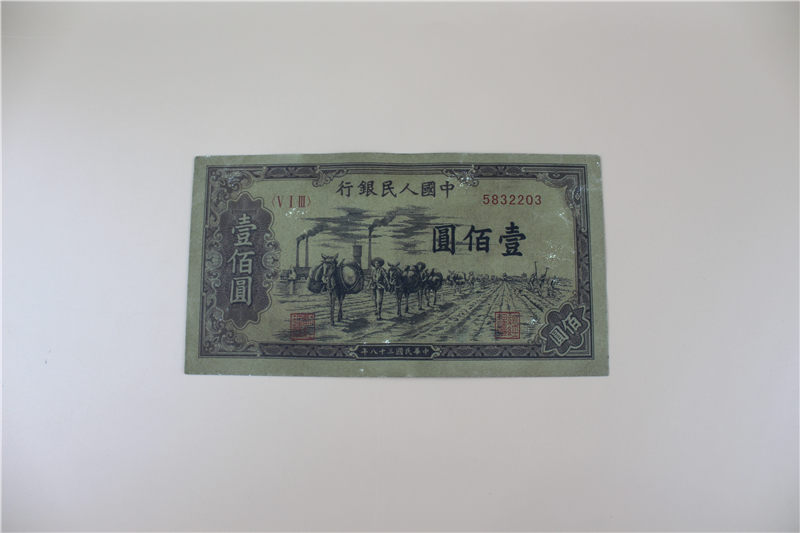 中國人民銀行
〈V I III〉
5832203
壹佰圓
壹佰圓
佰圓
中華民國三十八年